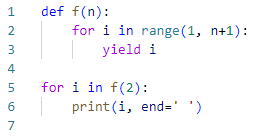 1 def f(n):
2     for i in range(1, n+1):
3         yield i
4
5 for i in f(2):
6     print(i, end=' ')
7